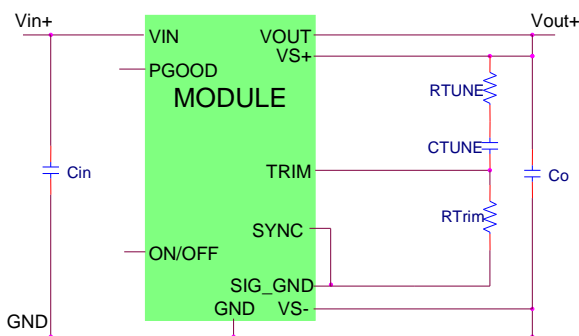 Vin+
Vout+
VIN
VOUT
VS+
PGOOD
MODULE
RTUNE
CTUNE
TRIM
Cin
Co
RTrim
SYNC
ON/OFF
SIG_GND
GND
GND
VS-